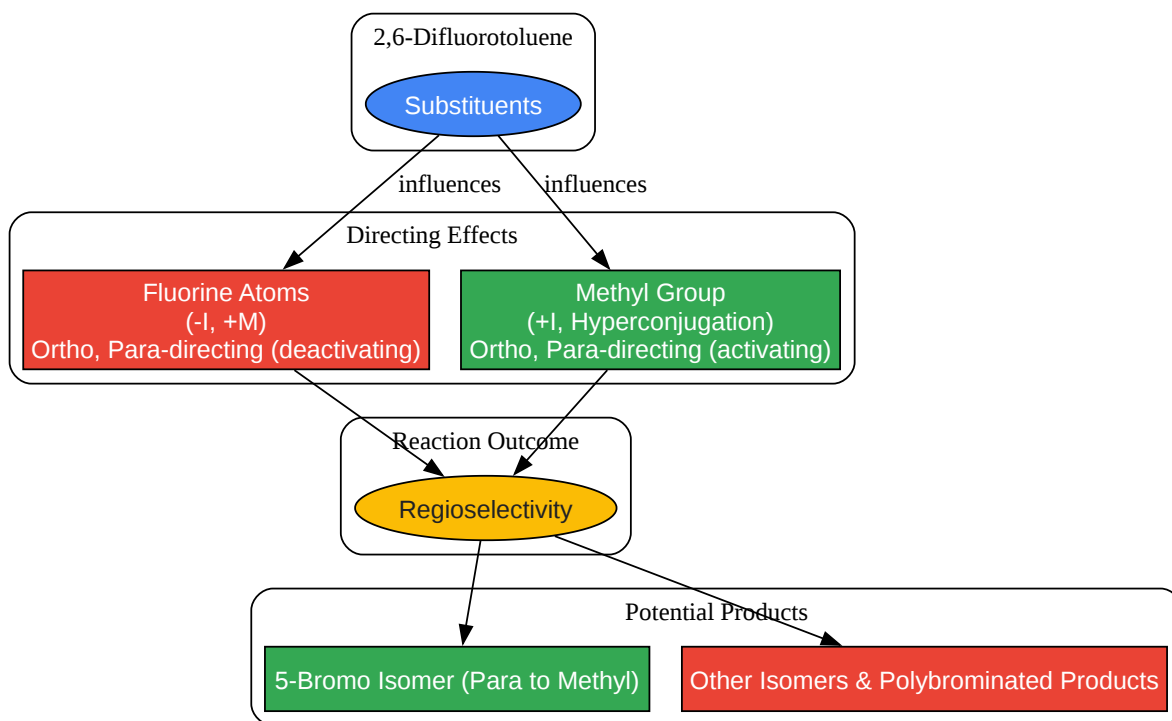 2,6-Difluorotoluene
Substituents
influences
influences
Directing Effects
Fluorine Atoms
(-I, +M)
Ortho, Para-directing (deactivating)
Methyl Group
(+I, Hyperconjugation)
Ortho, Para-directing (activating)
Reaction Outcome
Regioselectivity
Potential Products
5-Bromo Isomer (Para to Methyl)
Other Isomers & Polybrominated Products